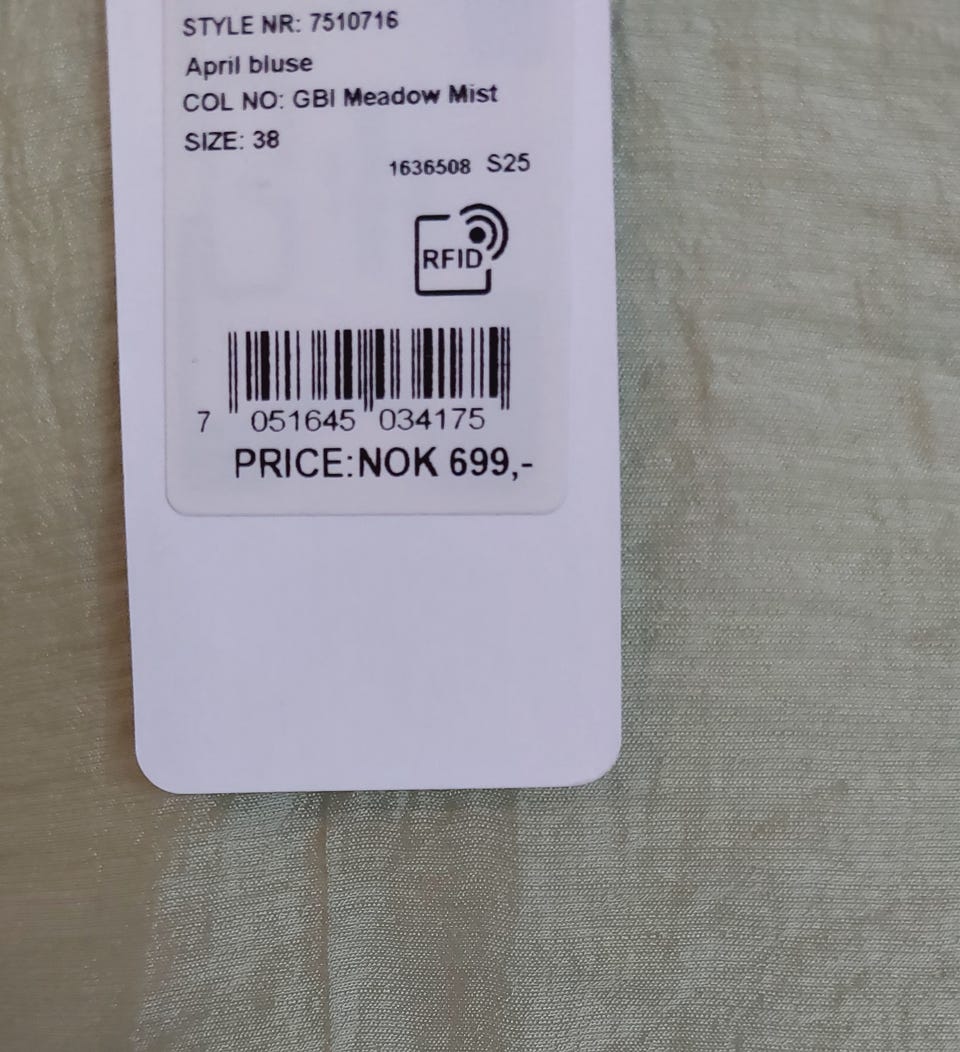 STYLE NR: 7510716
April bluse
COL NO: GBI Meadow Mist
SIZE: 38
1636508 S25
RFID
7 051645 034175
PRICE:NOK 699,-